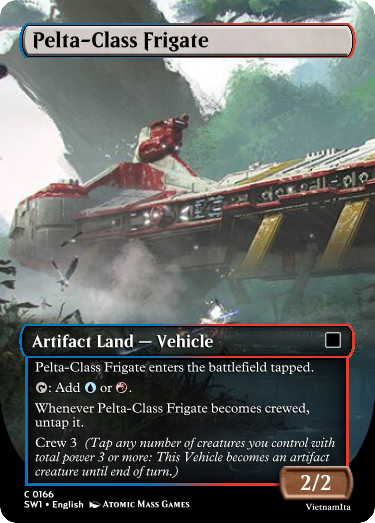 Pelta-Class Frigate
Artifact Land — Vehicle
Pelta-Class Frigate enters the battlefield tapped.
: Add or .
Whenever Pelta-Class Frigate becomes crewed,
untap it.
Crew 3 (Tap any number of creatures you control with
total power 3 or more: This Vehicle becomes an artifact
creature until end of turn.)
2/2
C 0166
SW1 • English Atomic Mass Games
VietnamIta